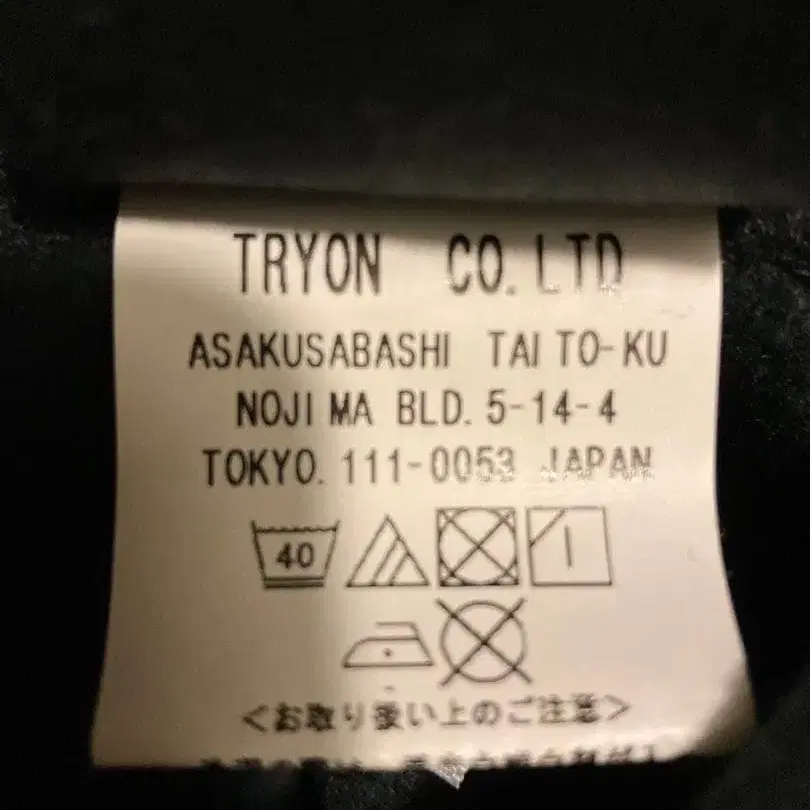 TRYON CO. LTD
ASAKUSABASHI TAITO-KU
NOJIMA BLD. 5-14-4
TOKYO. 111-0053 JAPAN
40
<お取り扱い上のご注意>